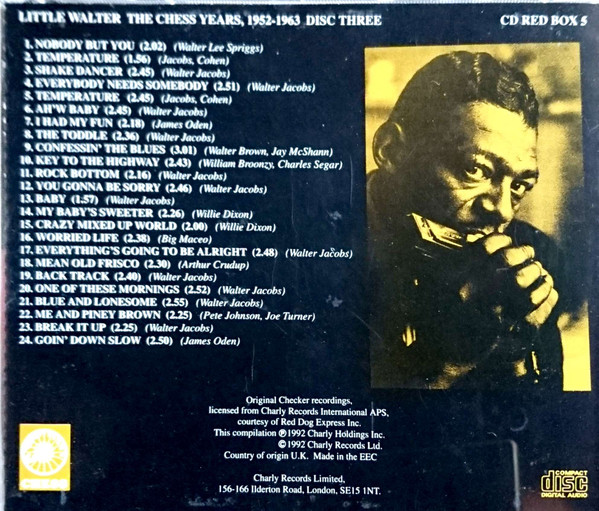 LITTLE WALTER THE CHESS YEARS, 1952-1963 DISC THREE CD RED BOX 5
1. NOBODY BUT YOU (2.02) (Walter Lee Spriggs)
2. TEMPERATURE (1.56) (Jacobs, Cohen)
3. SHAKE DANCER (2.45) (Walter Jacobs)
4. EVERYBODY NEEDS SOMEBODY (2.51) (Walter Jacobs)
5. TEMPERATURE (2.45) (Jacobs, Cohen)
6. AH'W BABY (2.45) (Walter Jacobs)
7. I HAD MY FUN (2.18) (James Oden)
8. THE TODDLE (2.36) (Walter Jacobs)
9. CONFESSIN' THE BLUES (3.01) (Walter Brown, Jay McShann)
10. KEY TO THE HIGHWAY (2.43) (William Broonzy, Charles Segar)
11. ROCK BOTTOM (2.16) (Walter Jacobs)
12. YOU GONNA BE SORRY (2.46) (Walter Jacobs)
13. BABY (1.57) (Walter Jacobs)
14. MY BABY'S SWEETER (2.26) (Willie Dixon)
15. CRAZY MIXED UP WORLD (2.00) (Willie Dixon)
16. WORRIED LIFE (2.38) (Big Maceo)
17. EVERYTHING'S GOING TO BE ALRIGHT (2.48) (Walter Jacobs)
18. MEAN OLD FRISCO (2.30) (Arthur Crudup)
19. BACK TRACK (2.40) (Walter Jacobs)
20. ONE OF THESE MORNINGS (2.52) (Walter Jacobs)
21. BLUE AND LONESOME (2.55) (Walter Jacobs)
22. ME AND PINEY BROWN (2.25) (Pete Johnson, Joe Turner)
23. BREAK IT UP (2.25) (Walter Jacobs)
24. GOIN' DOWN SLOW (2.50) (James Oden)
Original Checker recordings,
licensed from Charly Records International APS,
courtesy of Red Dog Express Inc.
This compilation ℗1992 Charly Holdings Inc.
©1992 Charly Records Ltd.
Country of origin U.K. Made in the EEC
Charly Records Limited,
156-166 Ilderton Road, London, SE15 1NT.
CHARLY
COMPACT
disc
DIGITAL AUDIO